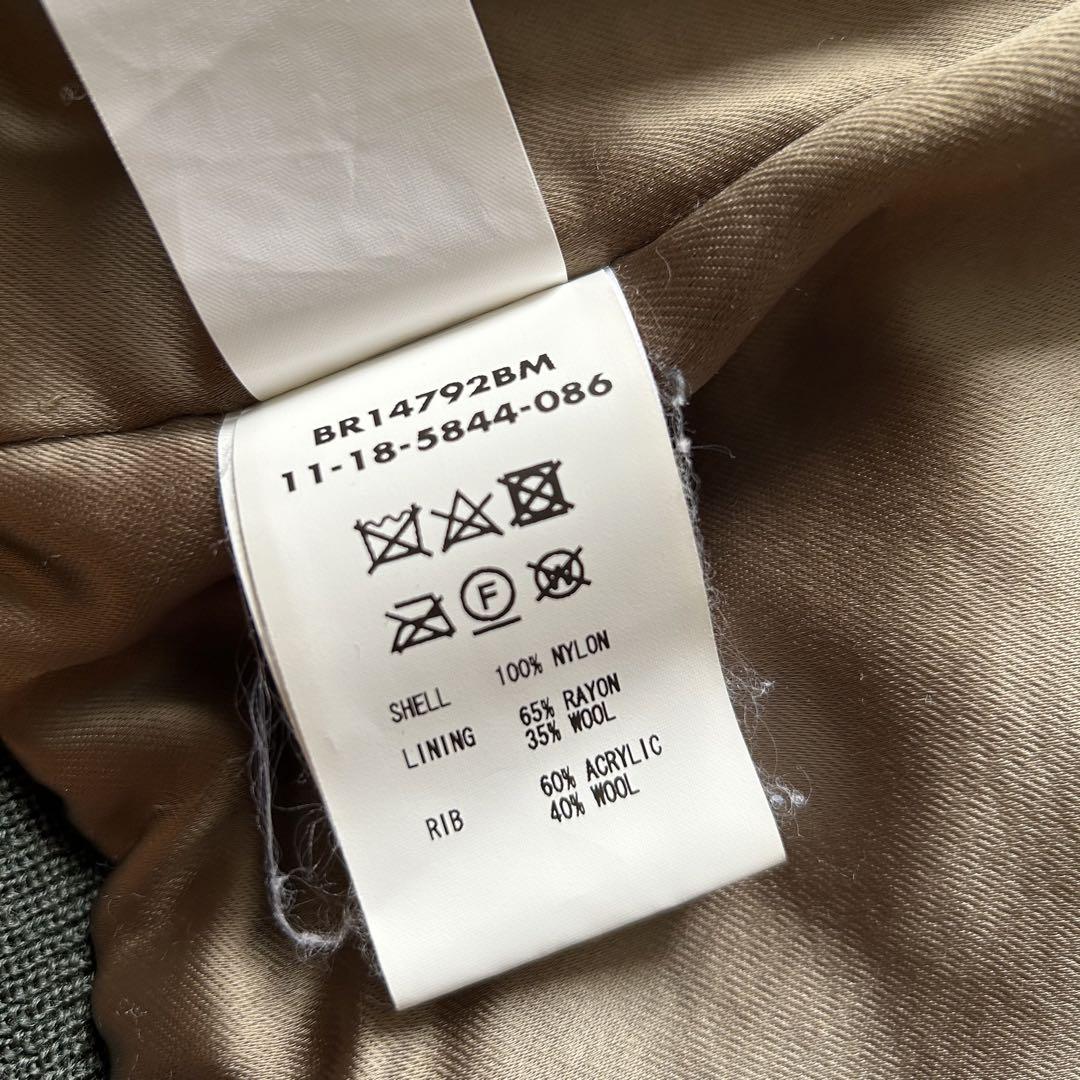 BR14792BM
11-18-5844-086
F W
SHELL 100% NYLON
LINING 65% RAYON
35% WOOL
RIB 60% ACRYLIC
40% WOOL